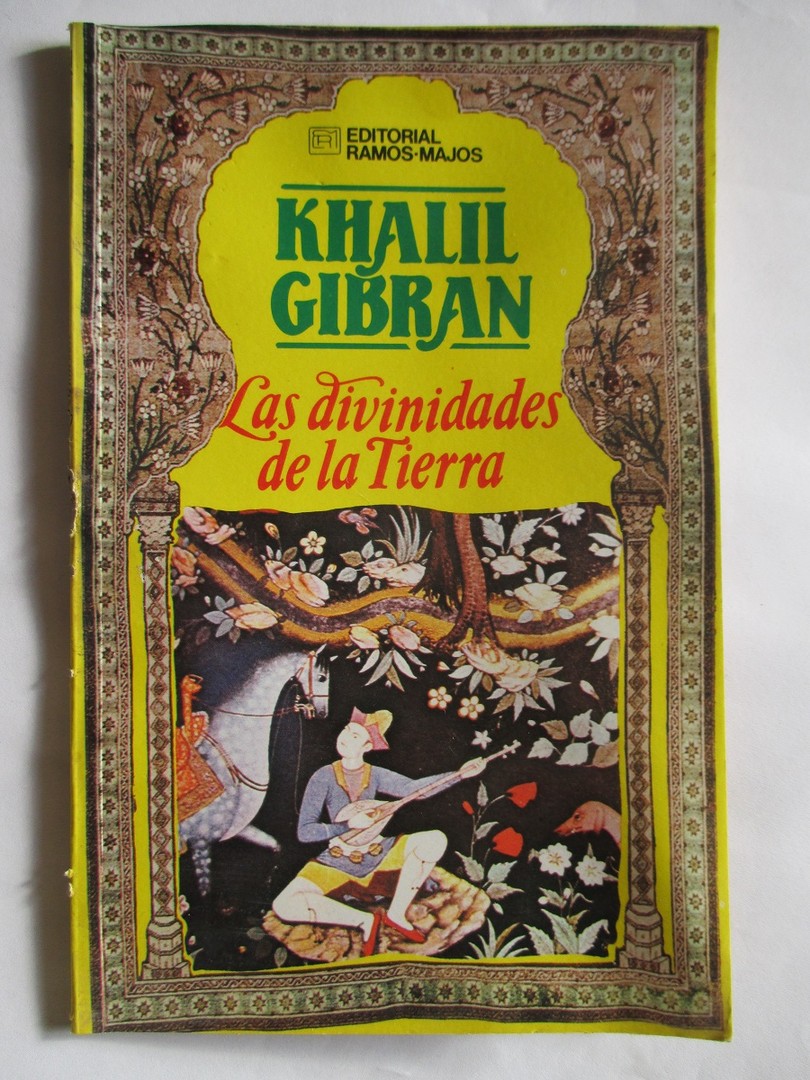 EDITORIAL
RAMOS-MAJOS
KHALIL
GIBRAN
Las divinidades
de la Tierra